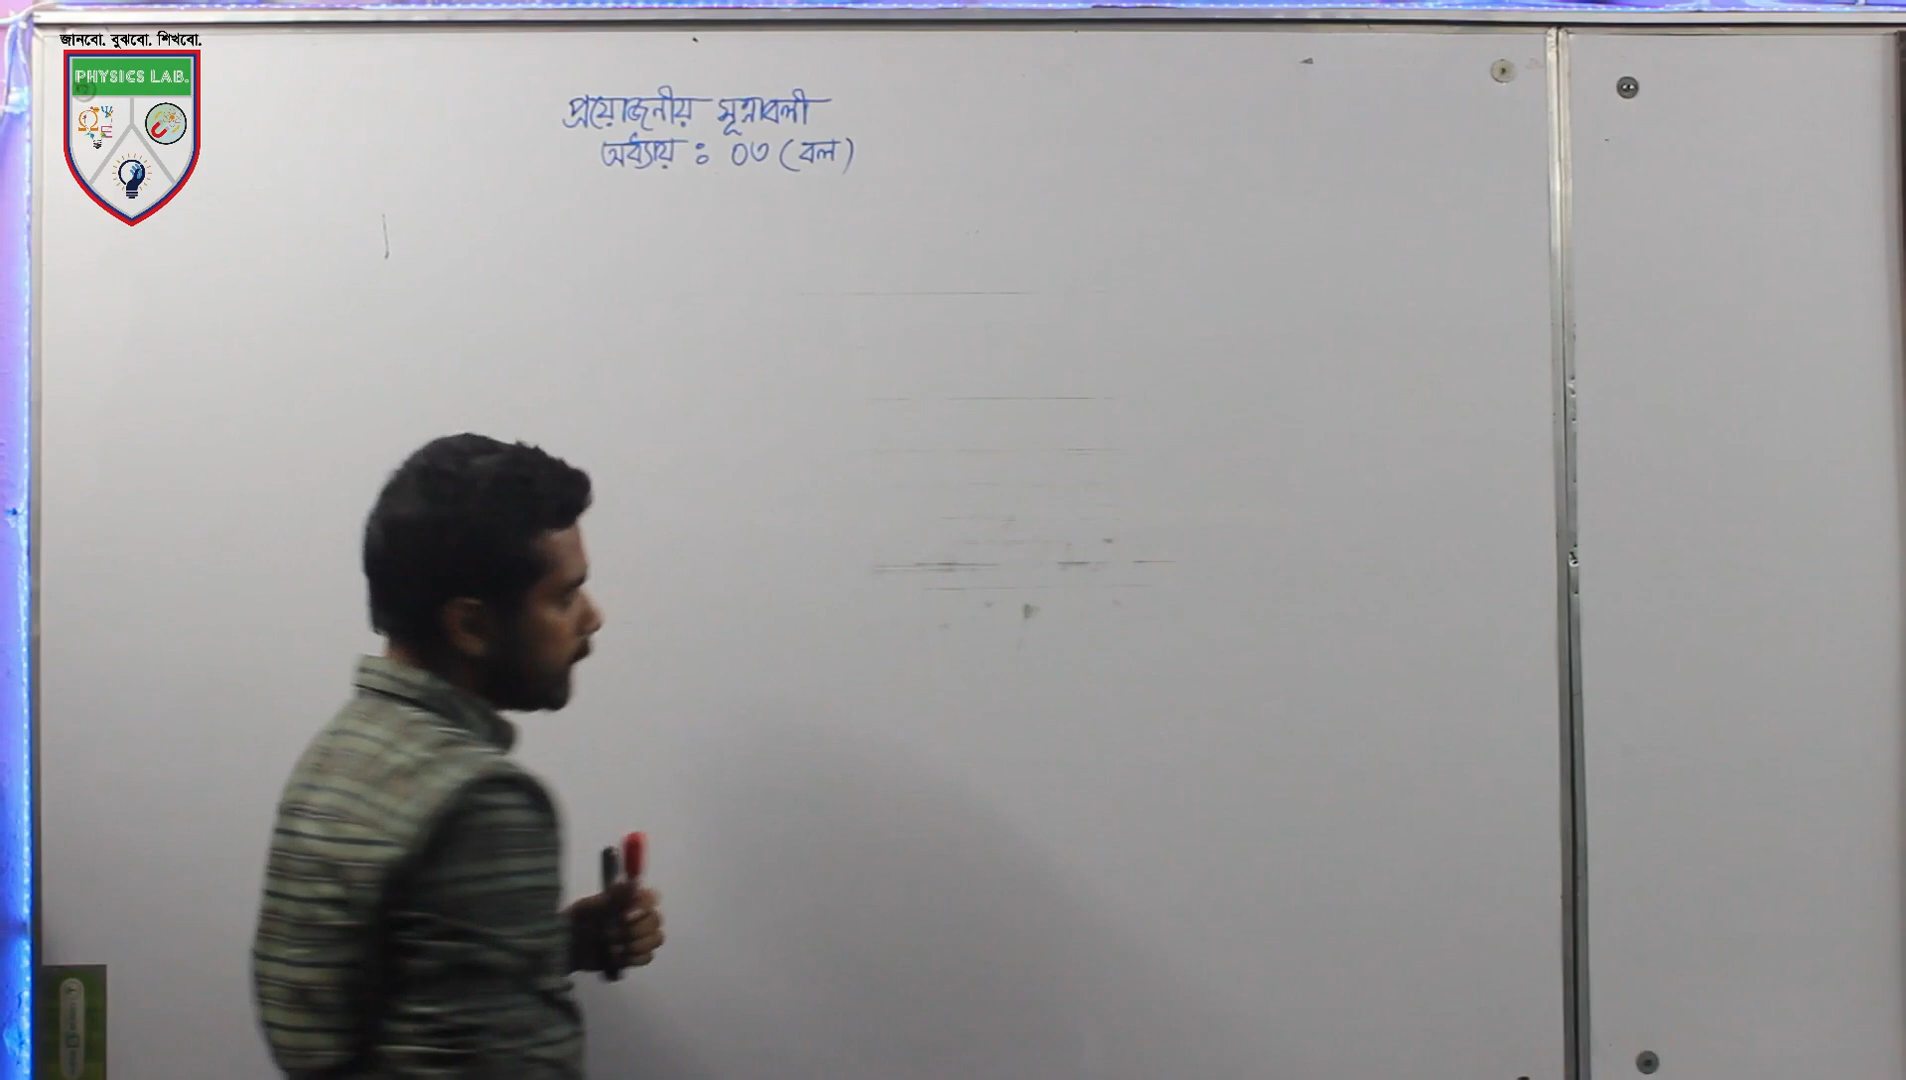 জানবো. বুঝবো. শিখবো.
PHYSICS LAB.
প্রয়োজনীয় সূত্রাবলী
অধ্যায় : ০৩ (বল)